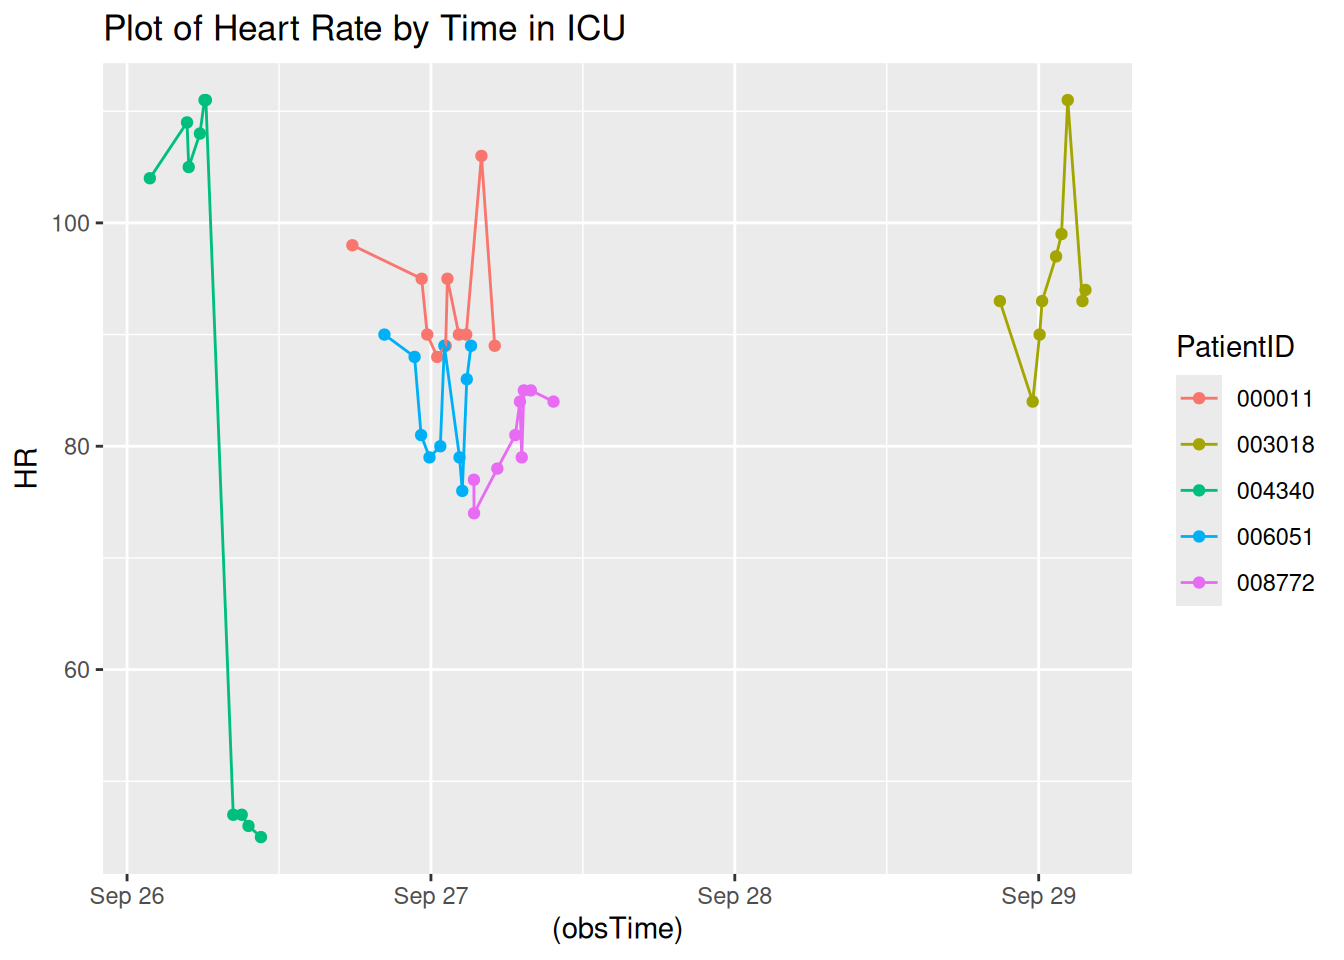 Plot of Heart Rate by Time in ICU
HR
100
80
60
Sep 26
Sep 27
Sep 28
Sep 29
(obsTime)
PatientID
000011
003018
004340
006051
008772